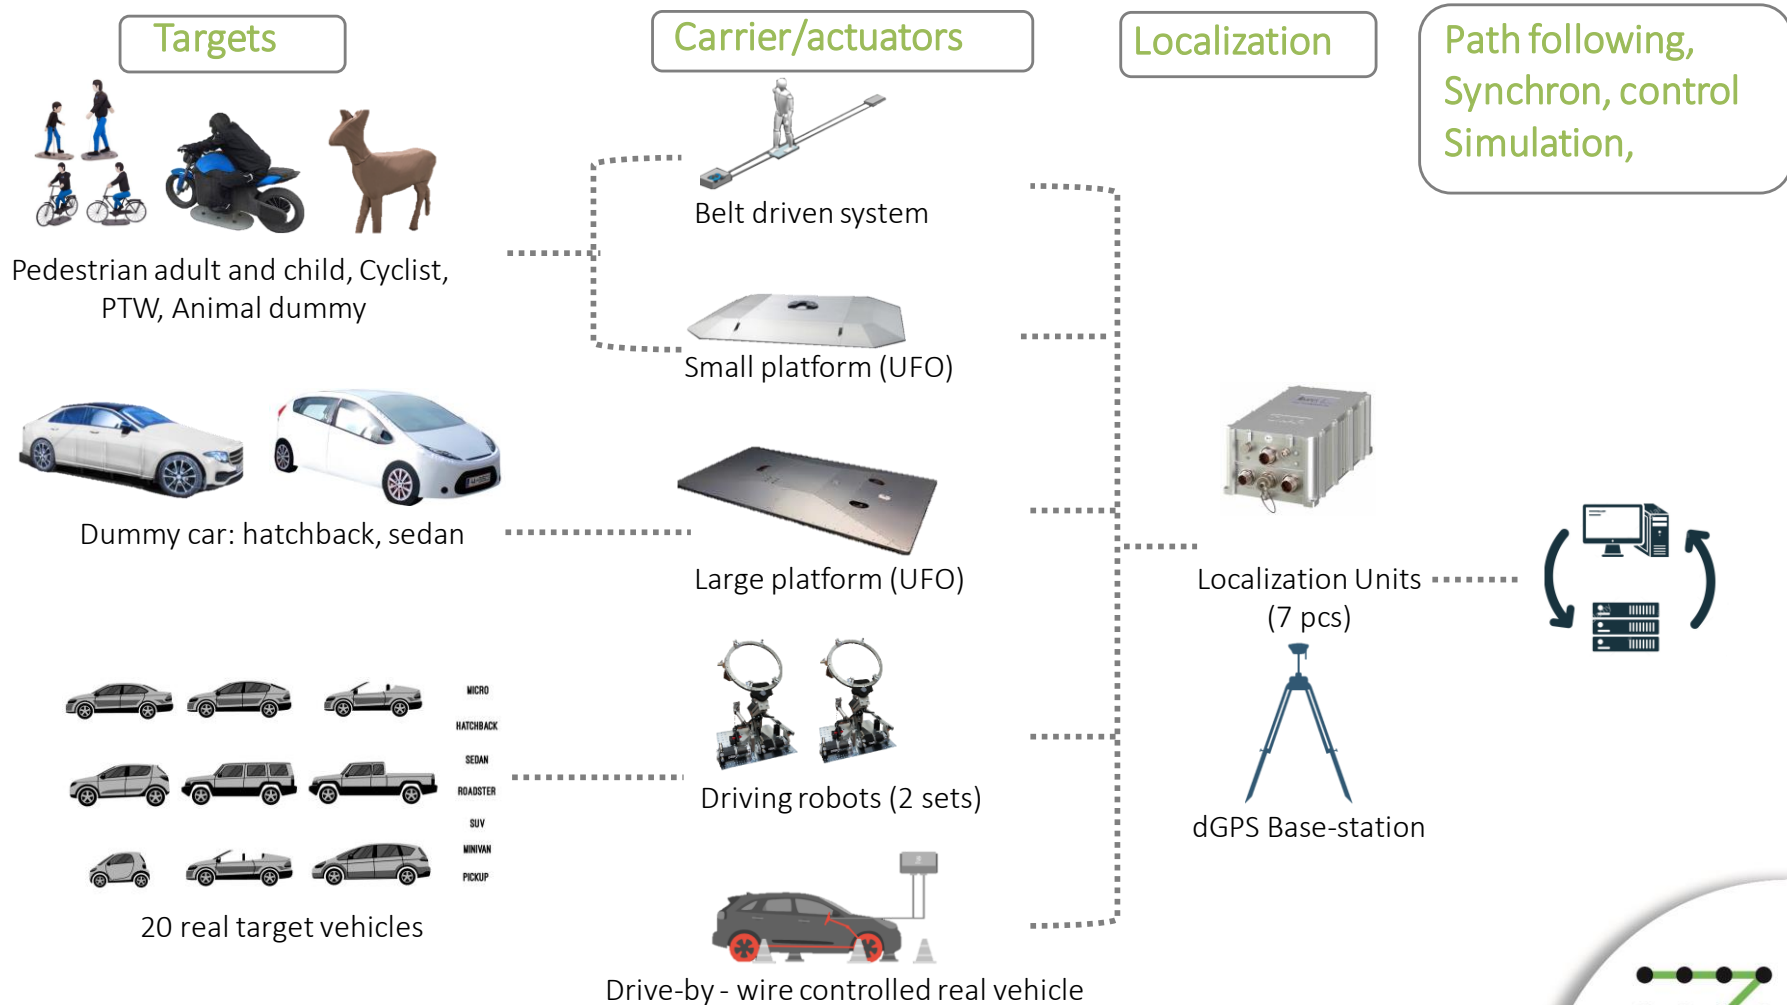 Targets
Carrier/actuators
Localization
Path following,
Synchron, control
Simulation,
Pedestrian adult and child, Cyclist,
PTW, Animal dummy
Belt driven system
Small platform (UFO)
Dummy car: hatchback, sedan
Large platform (UFO)
Localization Units
(7 pcs)
MICRO
HATCHBACK
SEDAN
ROADSTER
SUV
MINIVAN
PICKUP
20 real target vehicles
Driving robots (2 sets)
dGPS Base-station
Drive-by - wire controlled real vehicle